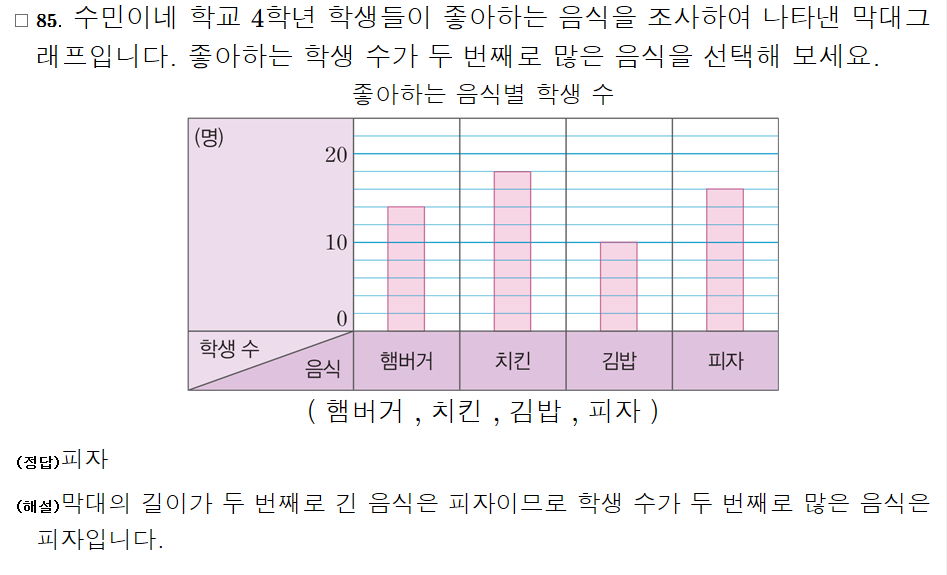 □ 85. 수민이네 학교 4학년 학생들이 좋아하는 음식을 조사하여 나타낸 막대그
래프입니다. 좋아하는 학생 수가 두 번째로 많은 음식을 선택해 보세요.
좋아하는 음식별 학생 수
(명)
20
10
0
학생 수
음식
햄버거 치킨 김밥 피자
( 햄버거 , 치킨 , 김밥 , 피자 )
(정답)피자
(해설)막대의 길이가 두 번째로 긴 음식은 피자이므로 학생 수가 두 번째로 많은 음식은
피자입니다.